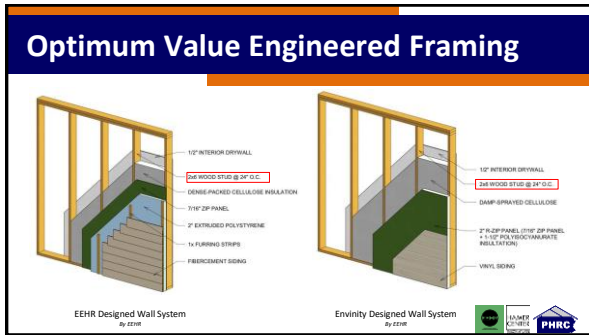 Optimum Value Engineered Framing
1/2" INTERIOR DRYWALL
2x6 WOOD STUD @ 24" O.C.
DENSE-PACKED CELLULOSE INSULATION
7/16" ZIP PANEL
2" EXTRUDED POLYSTYRENE
1x FURRING STRIPS
FIBERCEMENT SIDING
EEHR Designed Wall System
By EEHR
1/2" INTERIOR DRYWALL
2x6 WOOD STUD @ 24" O.C.
DAMP-SPRAYED CELLULOSE
2" R-ZIP PANEL (7/16" ZIP PANEL
+ 1-1/2" POLYISOCYANURATE
INSULTATION)
VINYL SIDING
Envinity Designed Wall System
By EEHR
HAMER
CENTER
PHRC